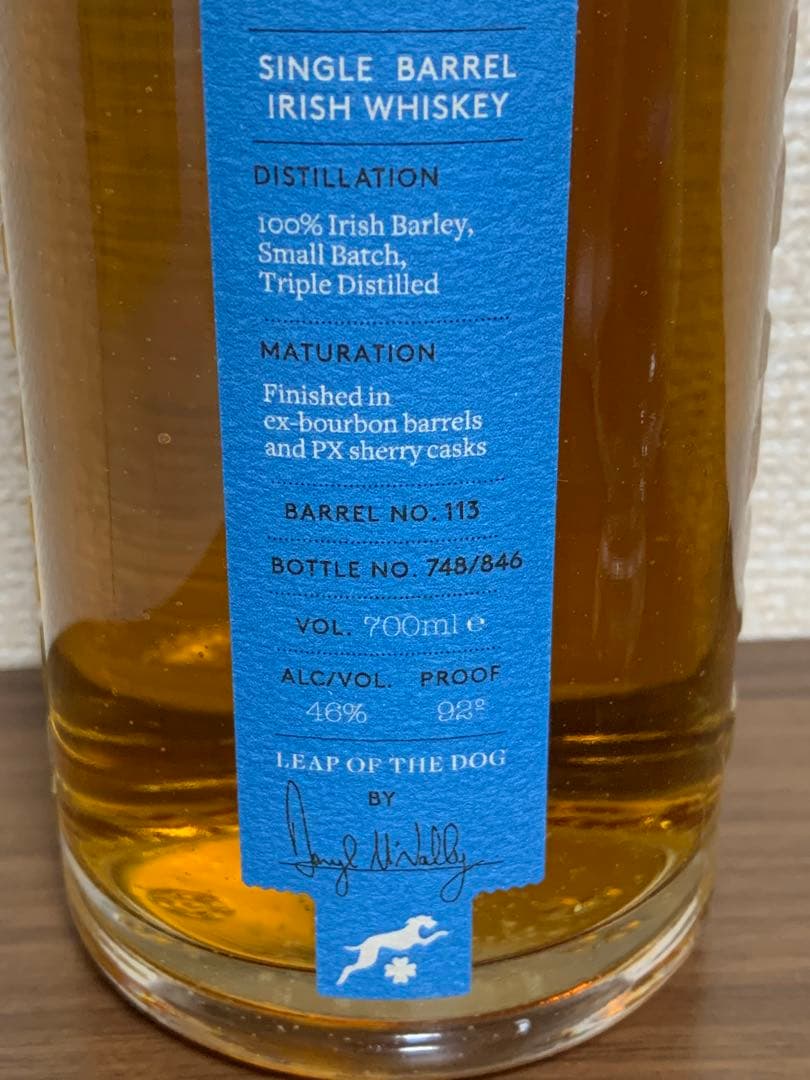 SINGLE BARREL
IRISH WHISKEY
DISTILLATION
100% Irish Barley,
Small Batch,
Triple Distilled
MATURATION
Finished in
ex-bourbon barrels
and PX sherry casks
BARREL NO. 113
BOTTLE NO. 748/846
VOL. 700ml ℮
ALC/VOL. PROOF
46% 92º
LEAP OF THE DOG
BY
Darryl McNally